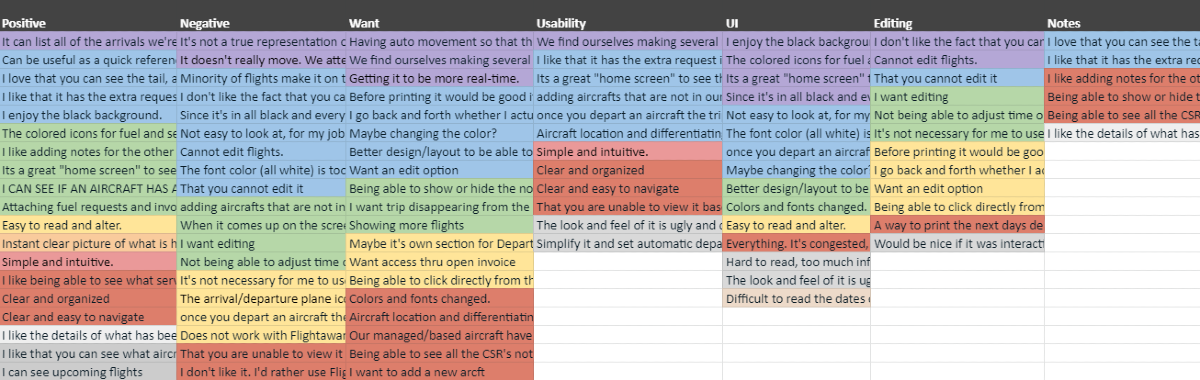 Positive Negative Want Usability UI Editing Notes
It can list all of the arrivals we're It's not a true representation o Having auto movement so that th We find ourselves making several I enjoy the black backgrou I don't like the fact that you car I love that you can see the ta
Can be useful as a quick referen It doesn't really move. We atte We find ourselves making several I like that it has the extra request i The colored icons for fuel a Cannot edit flights. I like that it has the extra rec
I love that you can see the tail, a Minority of flights make it on t Getting it to be more real-time. Its a great "home screen" to see th Its a great "home screen" t That you cannot edit it I like adding notes for the ot
I like that it has the extra reques I don't like the fact that you ca Before printing it would be good i adding aircrafts that are not in our Since it's in all black and ev I want editing Being able to show or hide t
I enjoy the black background. Since it's in all black and every I go back and forth whether I actu once you depart an aircraft the tri Not easy to look at, for my Not being able to adjust time o Being able to see all the CSR
The colored icons for fuel and se Not easy to look at, for my job Maybe changing the color? Aircraft location and differentiatin The font color (all white) is It's not necessary for me to use I like the details of what has
I like adding notes for the other Cannot edit flights. Better design/layout to be able to Simple and intuitive. once you depart an aircraf Before printing it would be goo
Its a great "home screen" to see The font color (all white) is too Want an edit option Clear and organized Maybe changing the color? I go back and forth whether I ac
I CAN SEE IF AN AIRCRAFT HAS A That you cannot edit it Being able to show or hide the no Clear and easy to navigate Better design/layout to be Want an edit option
Attaching fuel requests and invo adding aircrafts that are not in I want trip disappearing from the That you are unable to view it bas Colors and fonts changed. Being able to click directly from
Easy to read and alter. When it comes up on the scree Showing more flights The look and feel of it is ugly and c Easy to read and alter. A way to print the next days de
Instant clear picture of what is h I want editing Maybe it's own section for Depart Simplify it and set automatic depa Everything. It's congested, Would be nice if it was interact
Simple and intuitive. Not being able to adjust time o Want access thru open invoice Hard to read, too much inf
I like being able to see what serv It's not necessary for me to us Being able to click directly from th The look and feel of it is ug
Clear and organized The arrival/departure plane ico Colors and fonts changed. Difficult to read the dates o
Clear and easy to navigate once you depart an aircraft the Aircraft location and differentiatin
I like the details of what has bee Does not work with Flightawar Our managed/based aircraft have
I like that you can see what aircr That you are unable to view it Being able to see all the CSR's not
I can see upcoming flights I don't like it. I'd rather use Flig I want to add a new arcft